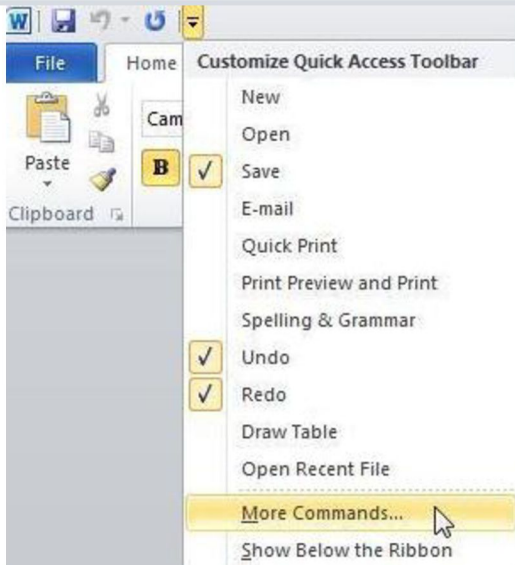 W
File Home Customize Quick Access Toolbar
New
Cam
Open
Paste
B
Save
Clipboard
E-mail
Quick Print
Print Preview and Print
Spelling & Grammar
Undo
Redo
Draw Table
Open Recent File
More Commands...
Show Below the Ribbon